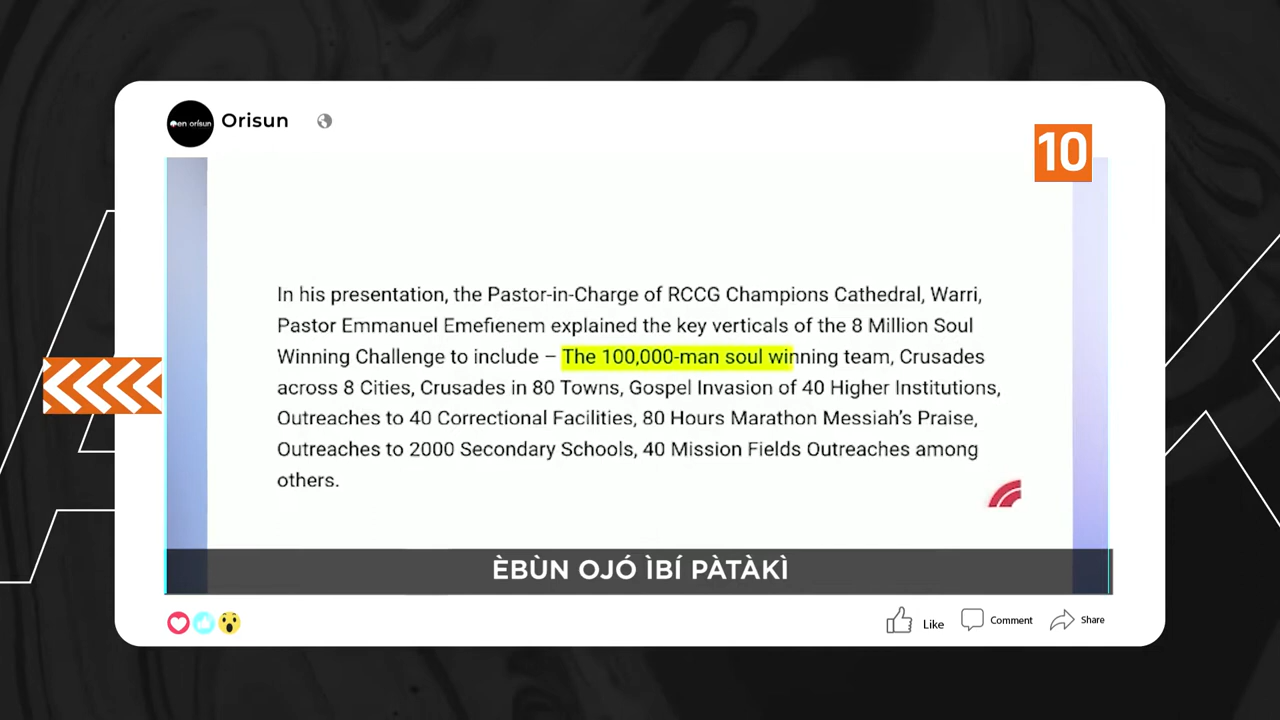 en orisun
Orisun
10
In his presentation, the Pastor-in-Charge of RCCG Champions Cathedral, Warri,
Pastor Emmanuel Emefienem explained the key verticals of the 8 Million Soul
Winning Challenge to include – The 100,000-man soul winning team, Crusades
across 8 Cities, Crusades in 80 Towns, Gospel Invasion of 40 Higher Institutions,
Outreaches to 40 Correctional Facilities, 80 Hours Marathon Messiah’s Praise,
Outreaches to 2000 Secondary Schools, 40 Mission Fields Outreaches among
others.
ÈBÙN OJÓ ÌBÍ PÀTÀKÌ
Like
Comment
Share